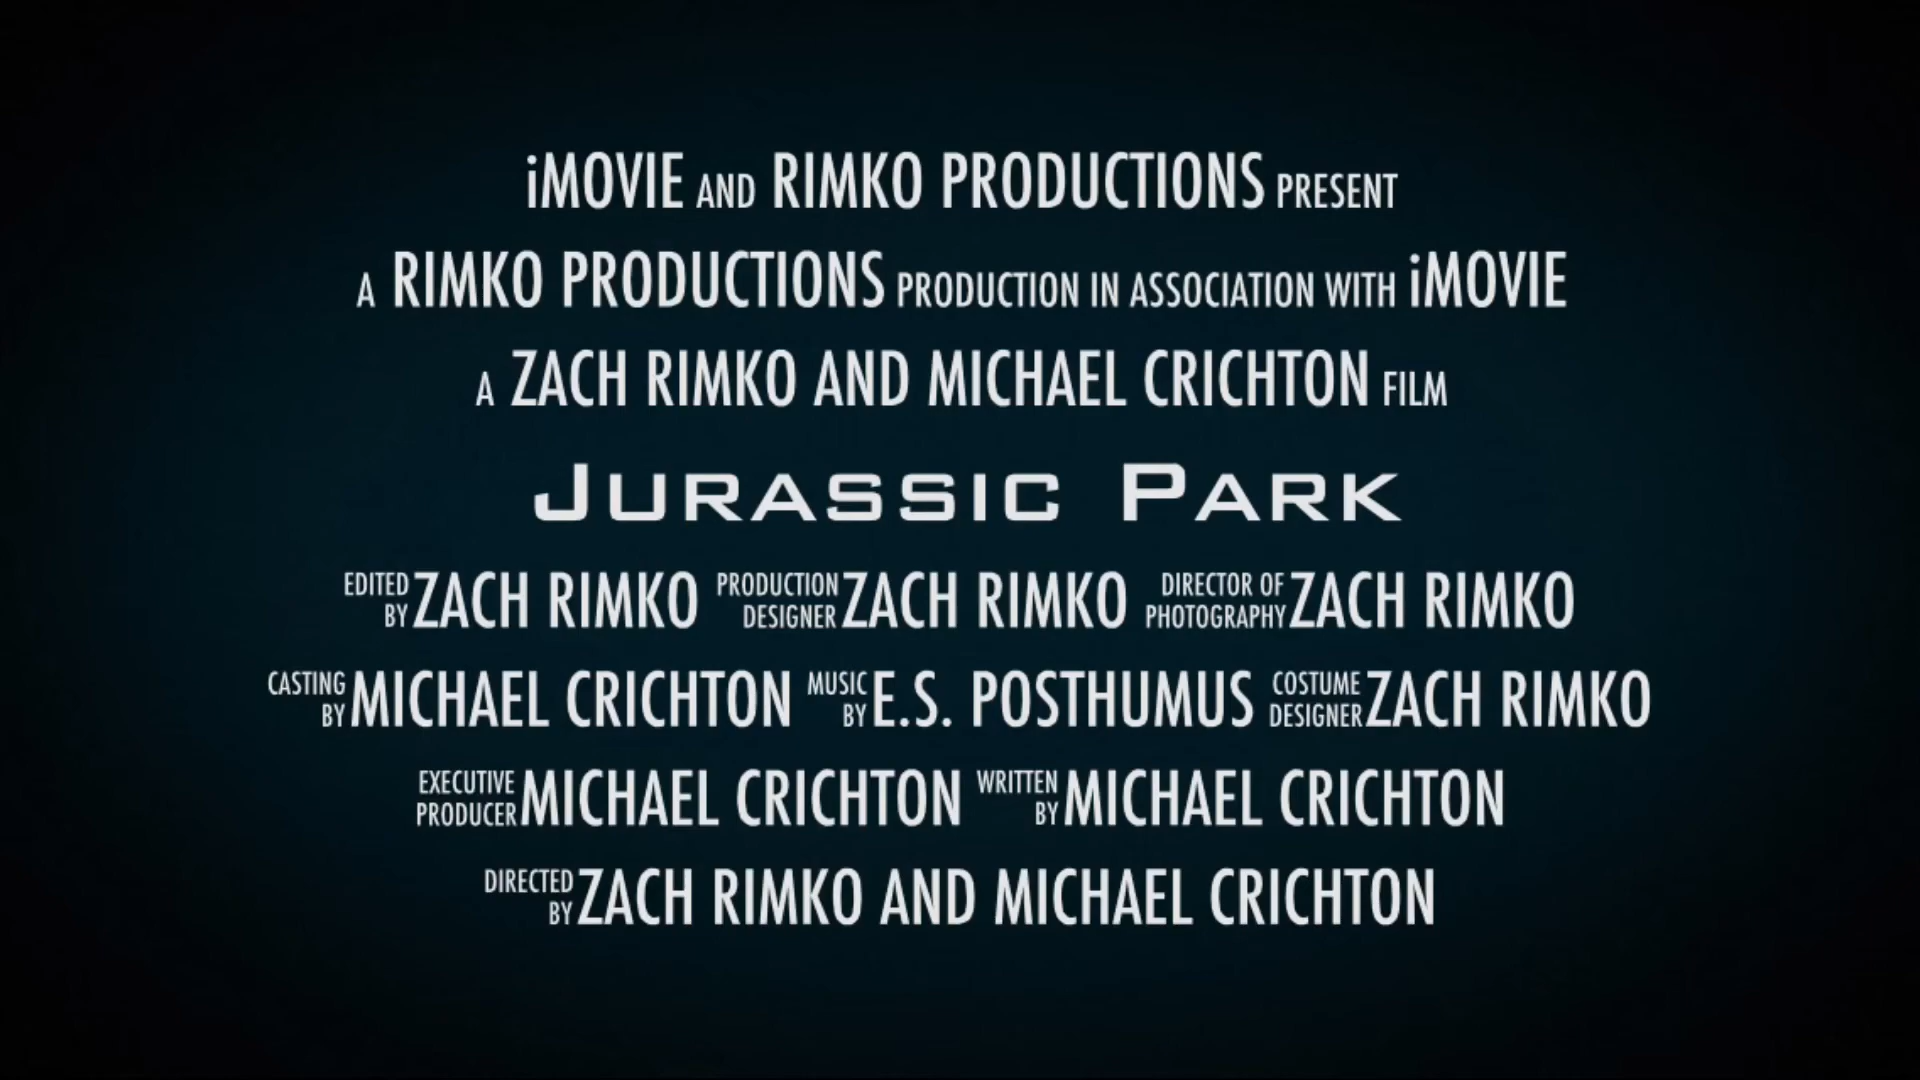 iMOVIE AND RIMKO PRODUCTIONS PRESENT
A RIMKO PRODUCTIONS PRODUCTION IN ASSOCIATION WITH iMOVIE
A ZACH RIMKO AND MICHAEL CRICHTON FILM
JURASSIC PARK
EDITED BY ZACH RIMKO PRODUCTION DESIGNER ZACH RIMKO DIRECTOR OF PHOTOGRAPHY ZACH RIMKO
CASTING BY MICHAEL CRICHTON MUSIC BY E.S. POSTHUMUS COSTUME DESIGNER ZACH RIMKO
EXECUTIVE PRODUCER MICHAEL CRICHTON WRITTEN BY MICHAEL CRICHTON
DIRECTED BY ZACH RIMKO AND MICHAEL CRICHTON